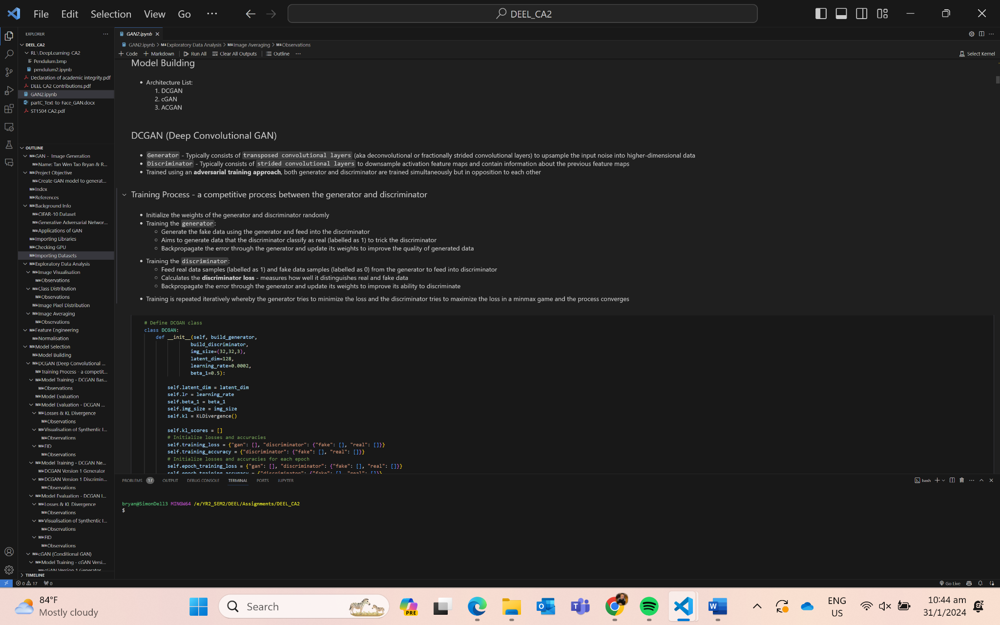 File Edit Selection View Go ··· DEEL_CA2
EXPLORER ···
DEEL_CA2
RL \ DeepLearning-CA2
Pendulum.bmp
pendulum2.ipynb
Declaration of academic integrity.pdf
DEEL CA2 Contributions.pdf
GAN2.ipynb
partC_Text-to-Face_GAN.docx
ST1504 CA2.pdf
OUTLINE
M↓GAN - Image Generation
M↓Name: Tan Wen Tao Bryan & R...
M↓Project Objective
M↓Create GAN model to generat...
M↓Index
M↓References
M↓Background Info
M↓CIFAR-10 Dataset
M↓Generative Adversarial Networ...
M↓Applications of GAN
M↓Importing Libraries
M↓Checking GPU
M↓Importing Datasets
M↓Exploratory Data Analysis
M↓Image Visualisation
M↓Observations
M↓Class Distribution
M↓Observations
M↓Image Pixel Distribution
M↓Image Averaging
M↓Observations
M↓Feature Engineering
M↓Normalisation
M↓Model Selection
M↓Model Building
M↓DCGAN (Deep Convolutional ...
M↓Training Process - a competit...
M↓Model Training - DCGAN Bas...
M↓Observations
M↓Model Evaluation
M↓Model Evaluation - DCGAN ...
M↓Losses & KL Divergence
M↓Observations
M↓Visualisation of Synthetic I...
M↓Observations
M↓FID
M↓Observations
M↓Model Training - DCGAN Ne...
M↓DCGAN Version 1 Generator
M↓DCGAN Version 1 Discrimin...
M↓Observations
M↓Model Evaluation - DCGAN I...
M↓Losses & KL Divergence
M↓Observations
M↓Visualisation of Synthetic I...
M↓Observations
M↓FID
M↓Observations
M↓cGAN (Conditional GAN)
M↓Model Training - cGAN Versi...
M↓cGAN Version 1 Generator
TIMELINE
GAN2.ipynb
GAN2.ipynb > M↓Exploratory Data Analysis > M↓Image Averaging > M↓Observations
+ Code + Markdown | Run All Clear All Outputs | Outline ··· Select Kernel
Model Building
• Architecture List:
1. DCGAN
2. cGAN
3. ACGAN
DCGAN (Deep Convolutional GAN)
• Generator - Typically consists of transposed convolutional layers (aka deconvolutional or fractionally strided convolutional layers) to upsample the input noise into higher-dimensional data
• Discriminator - Typically consists of strided convolutional layers to downsample activation feature maps and contain information about the previous feature maps
• Trained using an adversarial training approach, both generator and discriminator are trained simultaneously but in opposition to each other
Training Process - a competitive process between the generator and discriminator
• Initialize the weights of the generator and discriminator randomly
• Training the generator:
○ Generate the fake data using the generator and feed into the discriminator
○ Aims to generate data that the discriminator classify as real (labelled as 1) to trick the discriminator
○ Backpropagate the error through the generator and update its weights to improve the quality of generated data
• Training the discriminator:
○ Feed real data samples (labelled as 1) and fake data samples (labelled as 0) from the generator to feed into discriminator
○ Calculates the discriminator loss - measures how well it distinguishes real and fake data
○ Backpropagate the error through the generator and update its weights to improve its ability to discriminate
• Training is repeated iteratively whereby the generator tries to minimize the loss and the discriminator tries to maximize the loss in a minmax game and the process converges
# Define DCGAN class
class DCGAN:
def __init__(self, build_generator,
build_discriminator,
img_size=(32,32,3),
latent_dim=128,
learning_rate=0.0002,
beta_1=0.5):
self.latent_dim = latent_dim
self.lr = learning_rate
self.beta_1 = beta_1
self.img_size = img_size
self.kl = KLDivergence()
self.kl_scores = []
# Initialize losses and accuracies
self.training_loss = {"gan": [], "discriminator": {"fake": [], "real": []}}
self.training_accuracy = {"discriminator": {"fake": [], "real": []}}
# Initialize losses and accuracies for each epoch
self.epoch_training_loss = {"gan": [], "discriminator": {"fake": [], "real": []}}
self.epoch_training_accuracy = {"discriminator": {"fake": [], "real": []}}
PROBLEMS 17 OUTPUT DEBUG CONSOLE TERMINAL PORTS JUPYTER bash
bryan@SimonDell3 MINGW64 /e/YR2_SEM2/DEEL/Assignments/DEEL_CA2
$
0 17 0 Go Live
84°F
Mostly cloudy
Search
PRE
ENG
US
10:44 am
31/1/2024